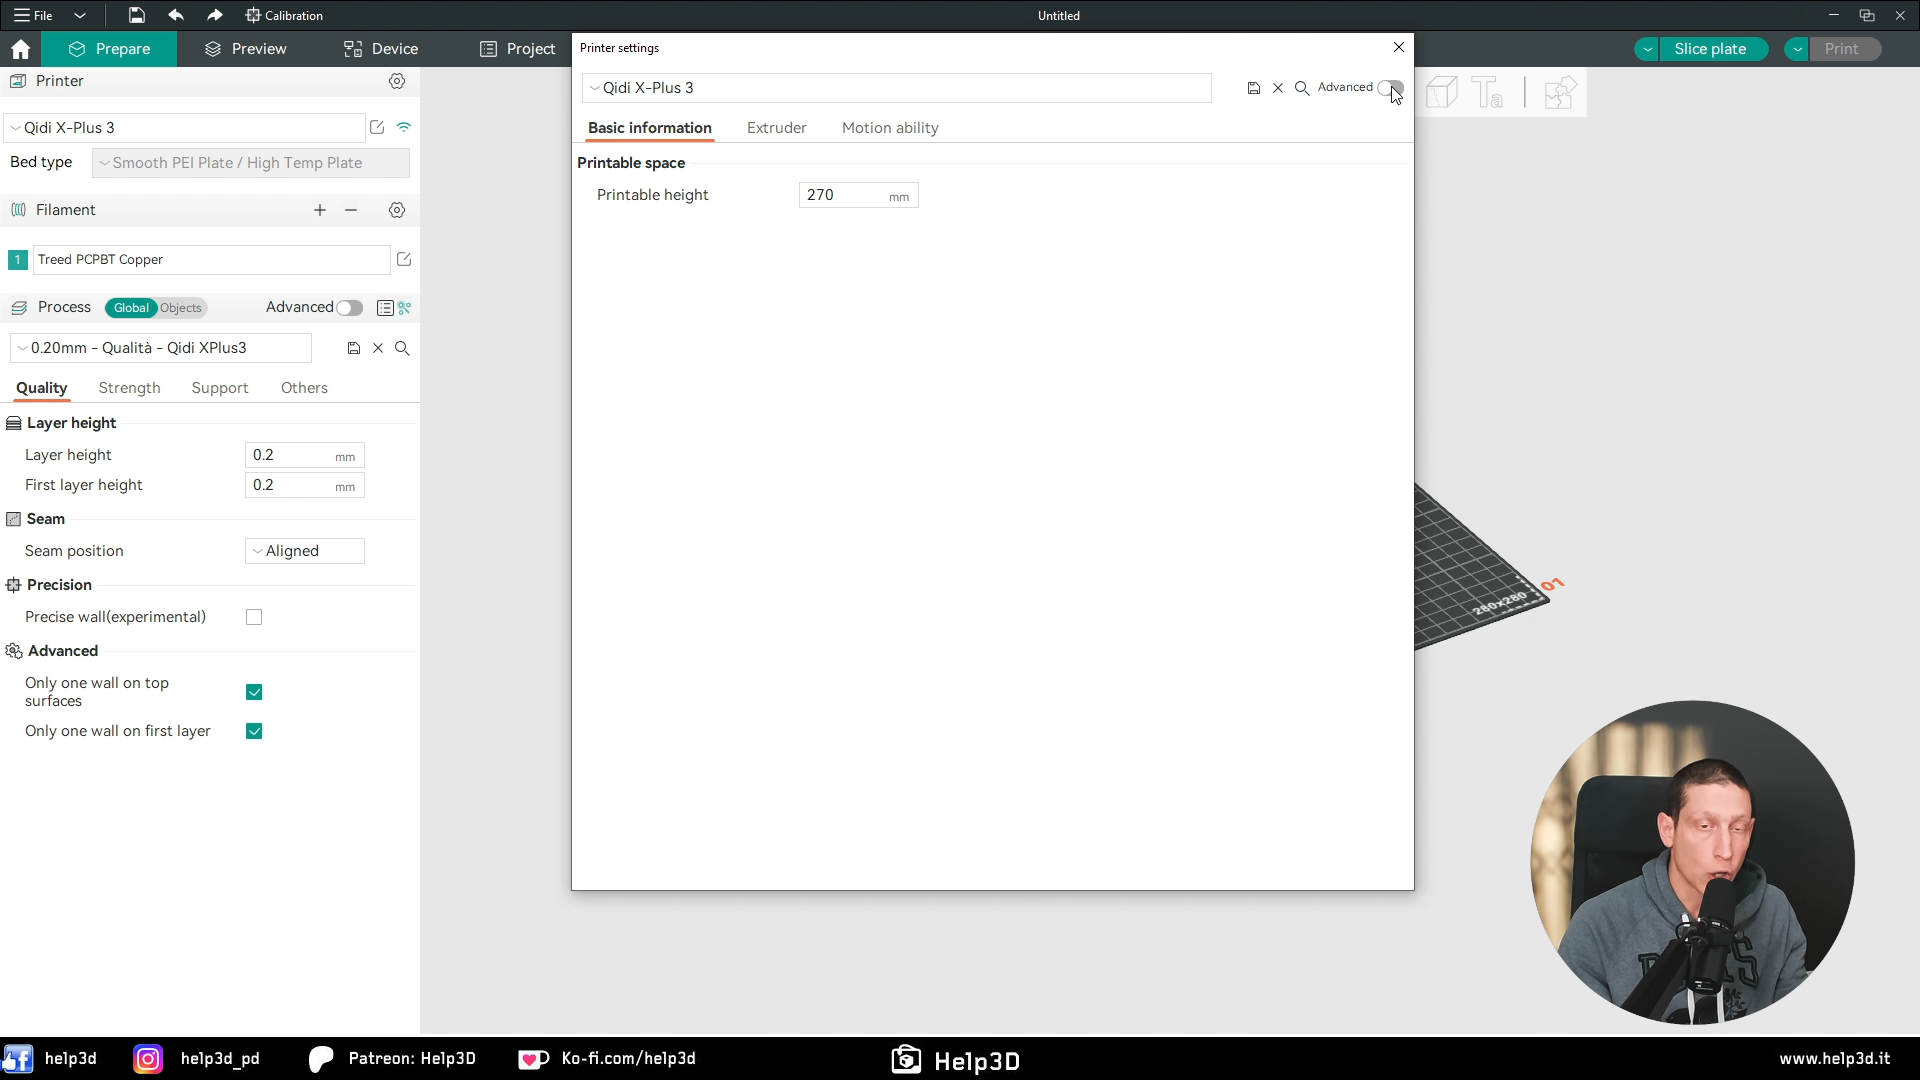 File
Calibration
Untitled
Prepare
Preview
Device
Project
Slice plate
Print
Printer
Qidi X-Plus 3
Bed type
Smooth PEI Plate / High Temp Plate
Filament
1
Treed PCPBT Copper
Process
Global
Objects
Advanced
0.20mm - Qualità - Qidi XPlus3
Quality
Strength
Support
Others
Layer height
Layer height
0.2 mm
First layer height
0.2 mm
Seam
Seam position
Aligned
Precision
Precise wall(experimental)
Advanced
Only one wall on top
surfaces
Only one wall on first layer
Printer settings
Qidi X-Plus 3
Advanced
Basic information
Extruder
Motion ability
Printable space
Printable height
270 mm
Ta
01
280x280
help3d
help3d_pd
Patreon: Help3D
Ko-fi.com/help3d
Help3D
www.help3d.it